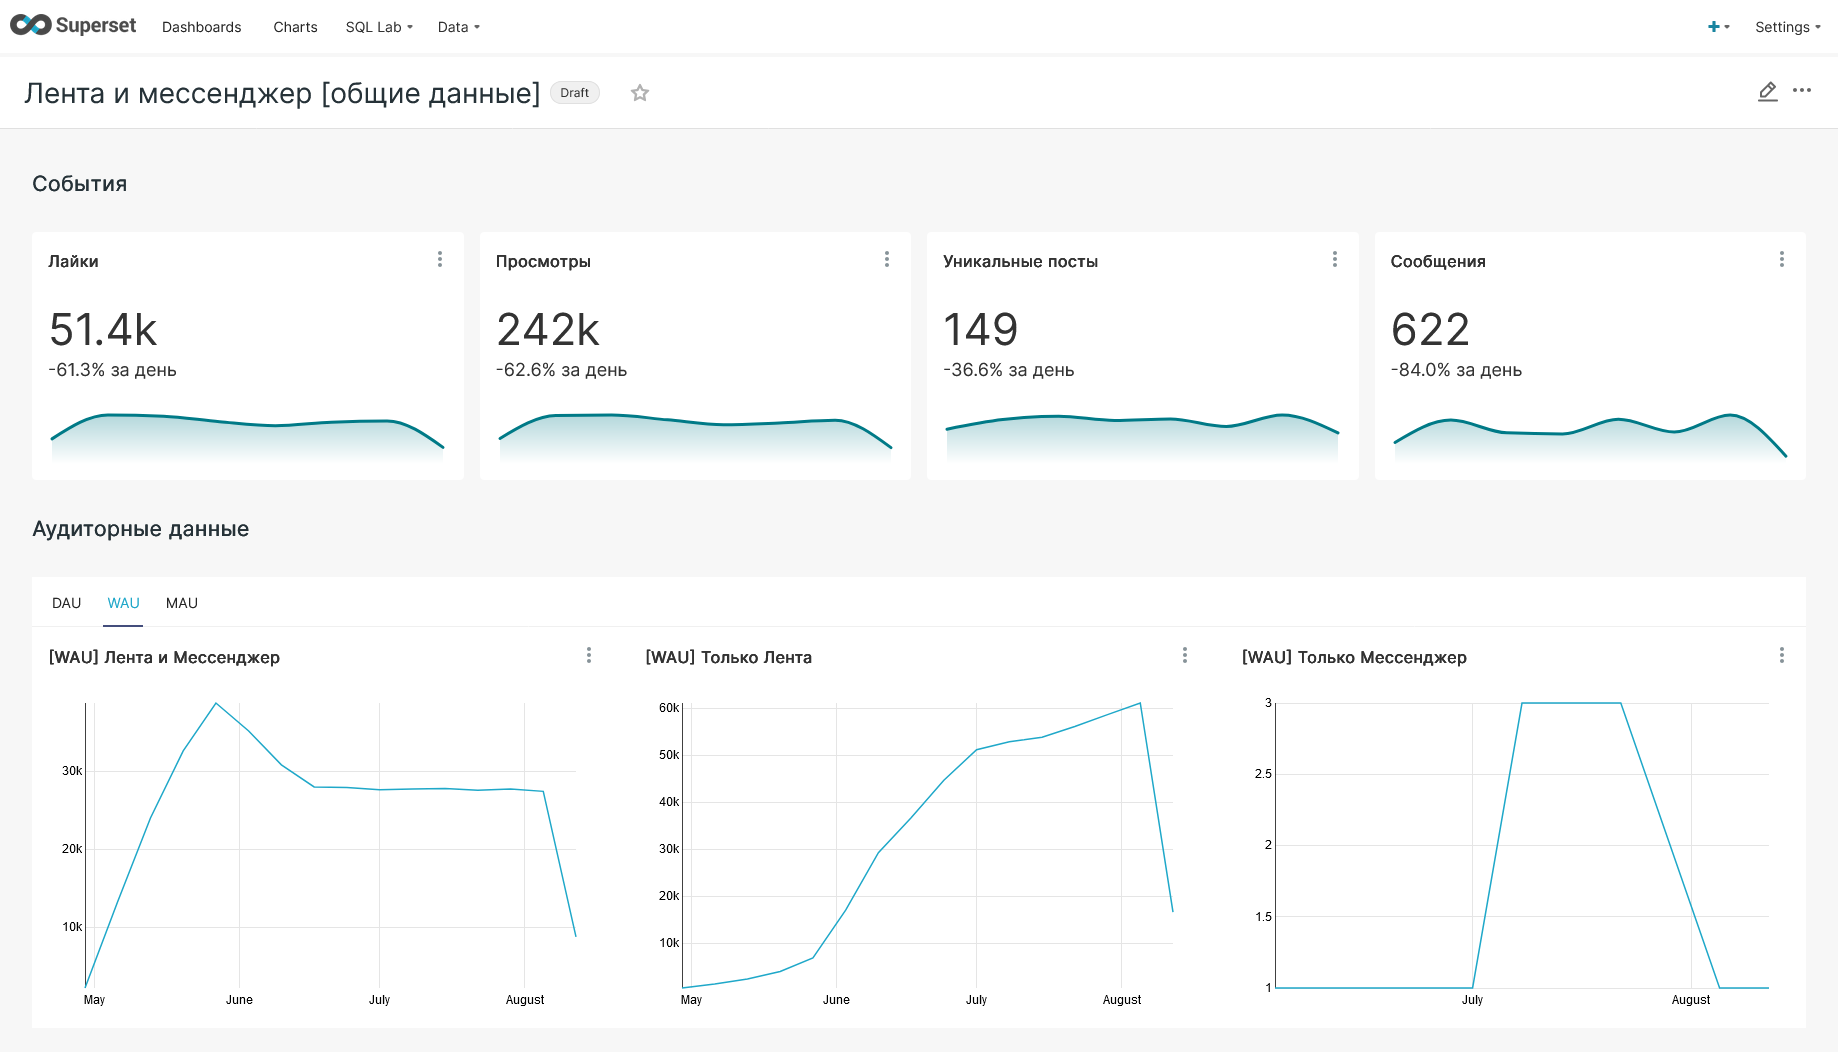 Superset Dashboards Charts SQL Lab Data + Settings
Лента и мессенджер [общие данные] Draft
События
Лайки
51.4k
-61.3% за день
Просмотры
242k
-62.6% за день
Уникальные посты
149
-36.6% за день
Сообщения
622
-84.0% за день
Аудиторные данные
DAU WAU MAU
[WAU] Лента и Мессенджер
30k
20k
10k
May June July August
[WAU] Только Лента
60k
50k
40k
30k
20k
10k
May June July August
[WAU] Только Мессенджер
3
2.5
2
1.5
1
July August